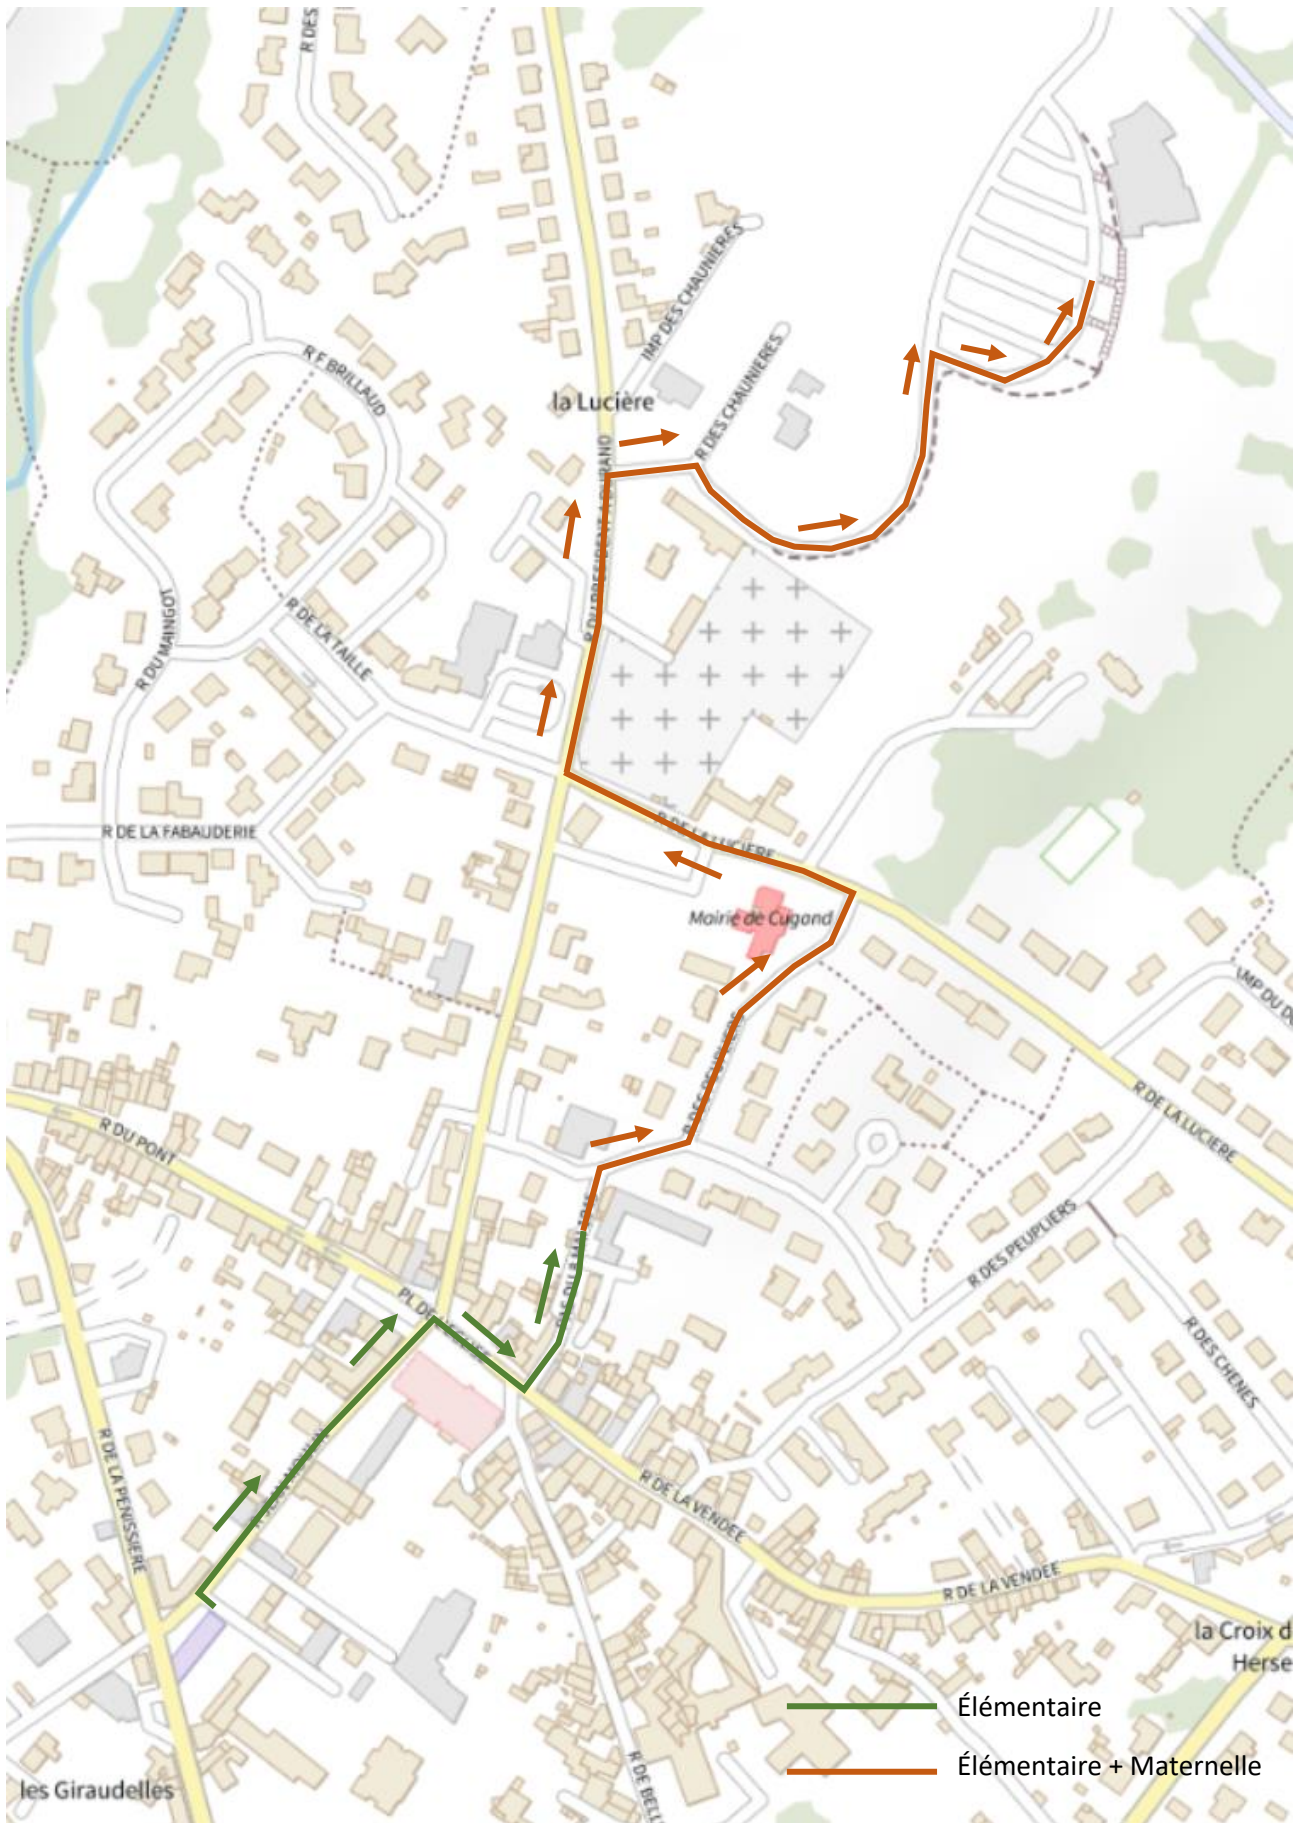 R DES
IMP DES CHAUNIERES
R F BRILLAUD
R DES CHAUNIERES
la Lucière
R DU MAINGOT
R DE LA TAILLE
R DE LA FABAUDERIE
R DE LA LUCIERE
Mairie de Cugand
IMP DU D
R DU PONT
R DE LA LUCIERE
R DES PEUPLIERS
R DES CHENES
R DE LA PENISSIERE
R DE LA VENDEE
R DE LA VENDEE
la Croix d
Herse
Élémentaire
Élémentaire + Maternelle
R DE BELL
les Giraudelles